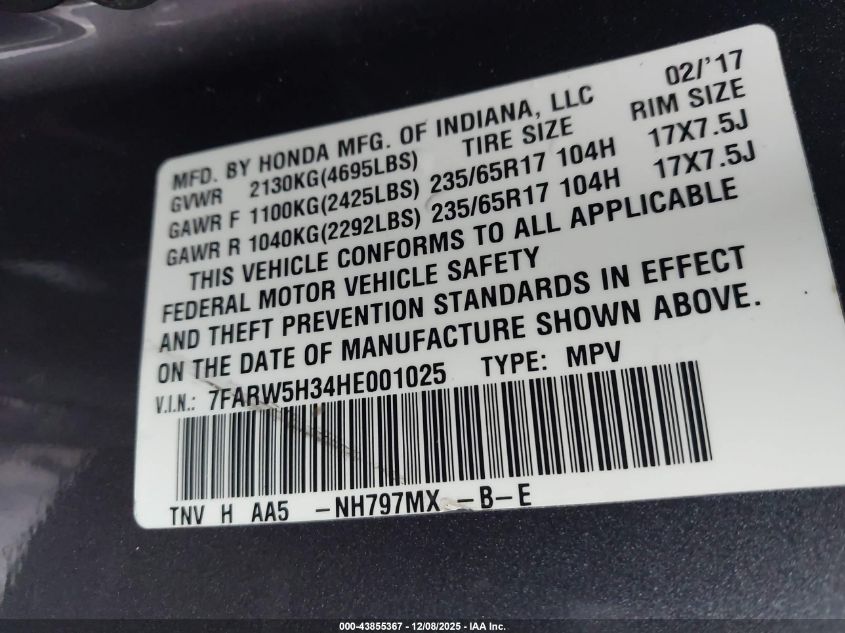 02/'17
MFD. BY HONDA MFG. OF INDIANA, LLC
GVWR 2130KG(4695LBS) TIRE SIZE RIM SIZE
GAWR F 1100KG(2425LBS) 235/65R17 104H 17X7.5J
GAWR R 1040KG(2292LBS) 235/65R17 104H 17X7.5J
THIS VEHICLE CONFORMS TO ALL APPLICABLE
FEDERAL MOTOR VEHICLE SAFETY
AND THEFT PREVENTION STANDARDS IN EFFECT
ON THE DATE OF MANUFACTURE SHOWN ABOVE.
V.I.N.: 7FARW5H34HE001025 TYPE: MPV
TNV H AA5 -NH797MX -B-E
000-43855367 - 12/08/2025 - IAA Inc.